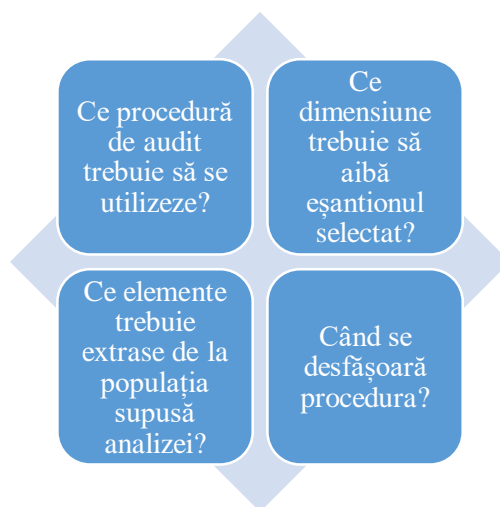 Ce procedură
de audit
trebuie să se
utilizeze?
Ce
dimensiune
trebuie să
aibă
eșantionul
selectat?
Ce elemente
trebuie
extrase de la
populația
supusă
analizei?
Când se
desfășoară
procedura?